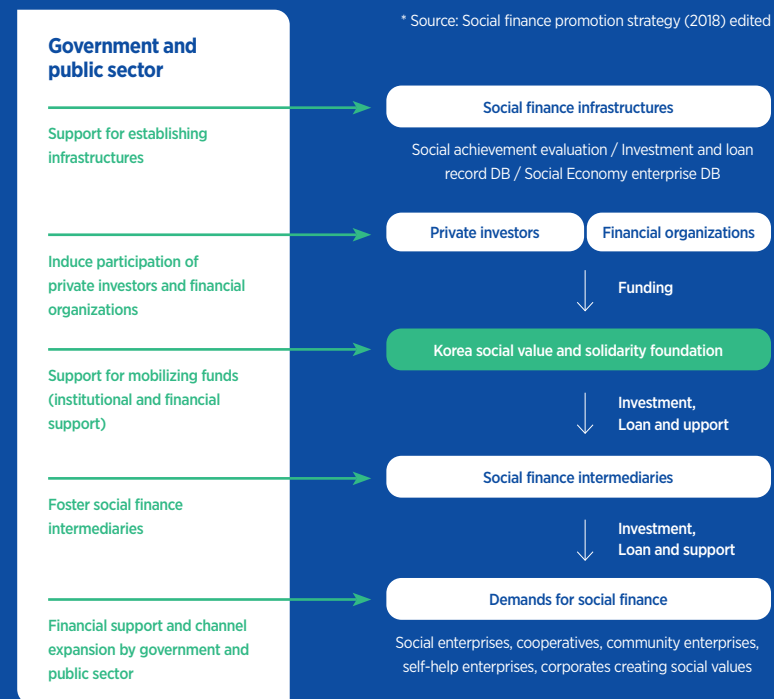 * Source: Social finance promotion strategy (2018) edited
Government and
public sector
Support for establishing
infrastructures
Social finance infrastructures
Social achievement evaluation / Investment and loan
record DB / Social Economy enterprise DB
Induce participation of
private investors and financial
organizations
Private investors
Financial organizations
Funding
Support for mobilizing funds
(institutional and financial
support)
Korea social value and solidarity foundation
Investment,
Loan and upport
Foster social finance
intermediaries
Social finance intermediaries
Investment,
Loan and support
Financial support and channel
expansion by government and
public sector
Demands for social finance
Social enterprises, cooperatives, community enterprises,
self-help enterprises, corporates creating social values